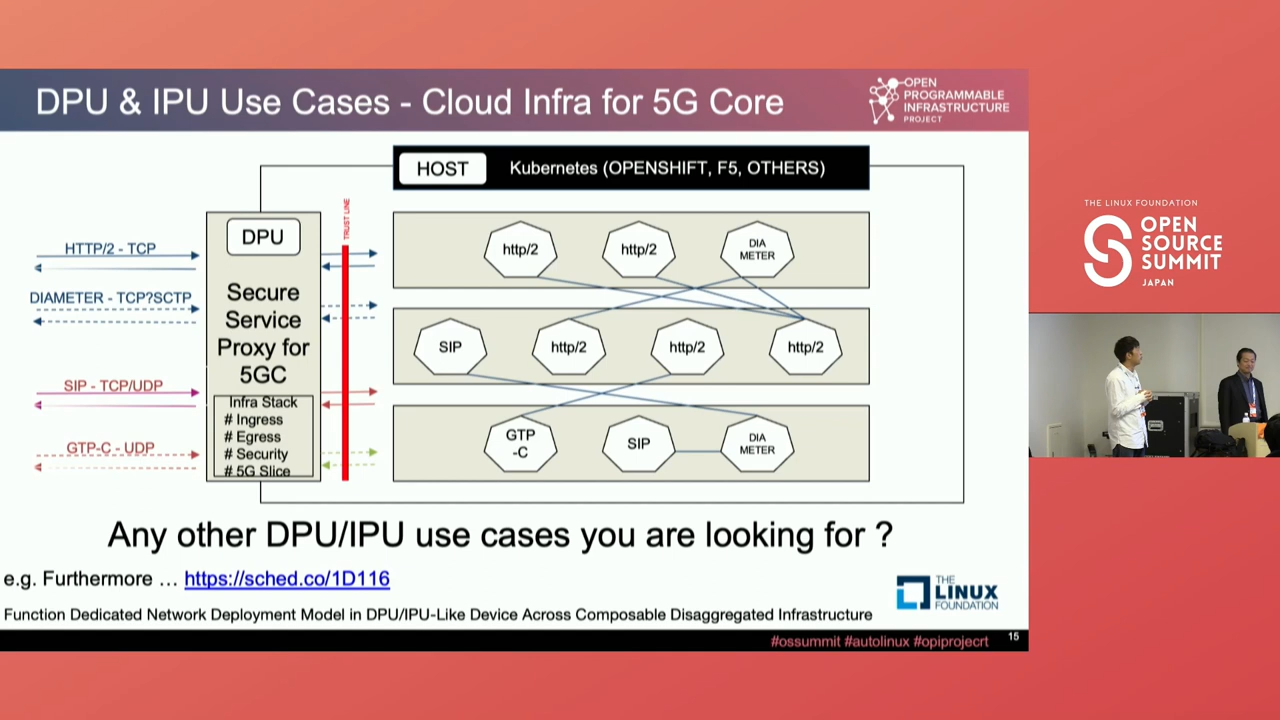 DPU & IPU Use Cases - Cloud Infra for 5G Core
OPEN
PROGRAMMABLE
INFRASTRUCTURE
PROJECT
HOST
Kubernetes (OPENSHIFT, F5, OTHERS)
TRUST LINE
DPU
Secure
Service
Proxy for
5GC
Infra Stack
# Ingress
# Egress
# Security
# 5G Slice
HTTP/2 - TCP
DIAMETER - TCP?SCTP
SIP - TCP/UDP
GTP-C - UDP
http/2
http/2
DIA
METER
SIP
http/2
http/2
http/2
GTP
-C
SIP
DIA
METER
Any other DPU/IPU use cases you are looking for ?
e.g. Furthermore … https://sched.co/1D116
Function Dedicated Network Deployment Model in DPU/IPU-Like Device Across Composable Disaggregated Infrastructure
THE
LINUX
FOUNDATION
#ossummit #autolinux #opiprojecrt
15
THE LINUX FOUNDATION
OPEN
SOURCE
SUMMIT
JAPAN